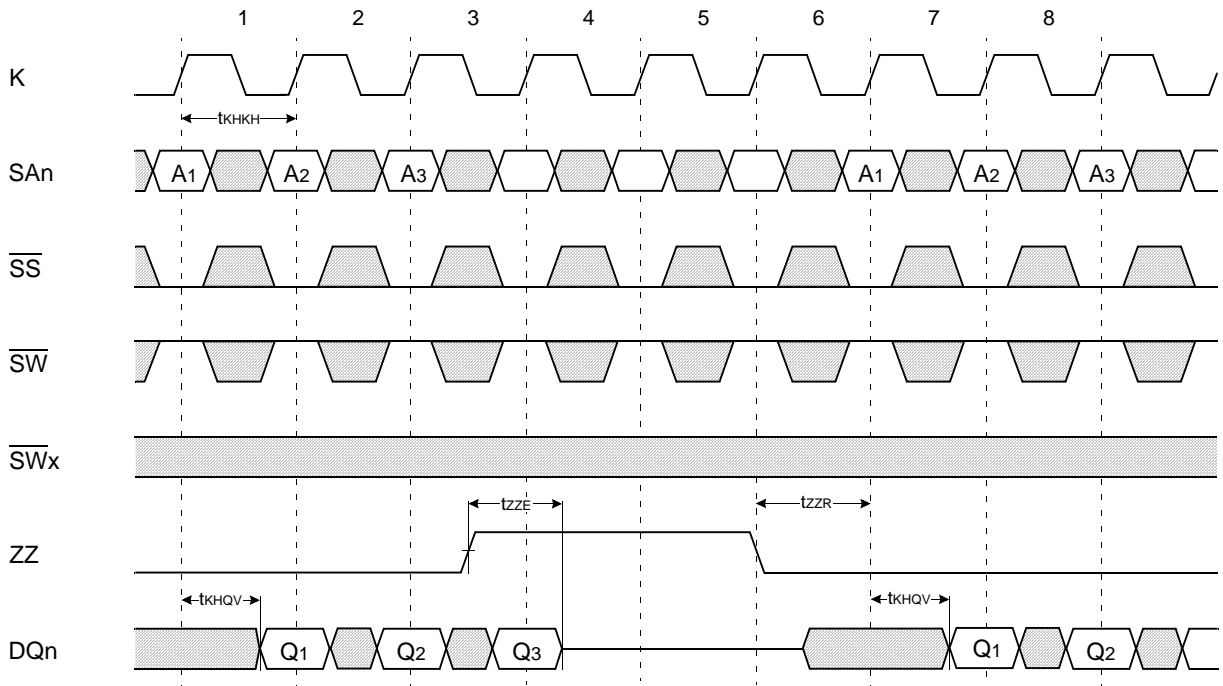 1 2 3 4 5 6 7 8
K
tKHKH
SAn A1 A2 A3 A1 A2 A3
SS
SW
SWx
tZZE tZZR
ZZ
tKHQV tKHQV
DQn Q1 Q2 Q3 Q1 Q2